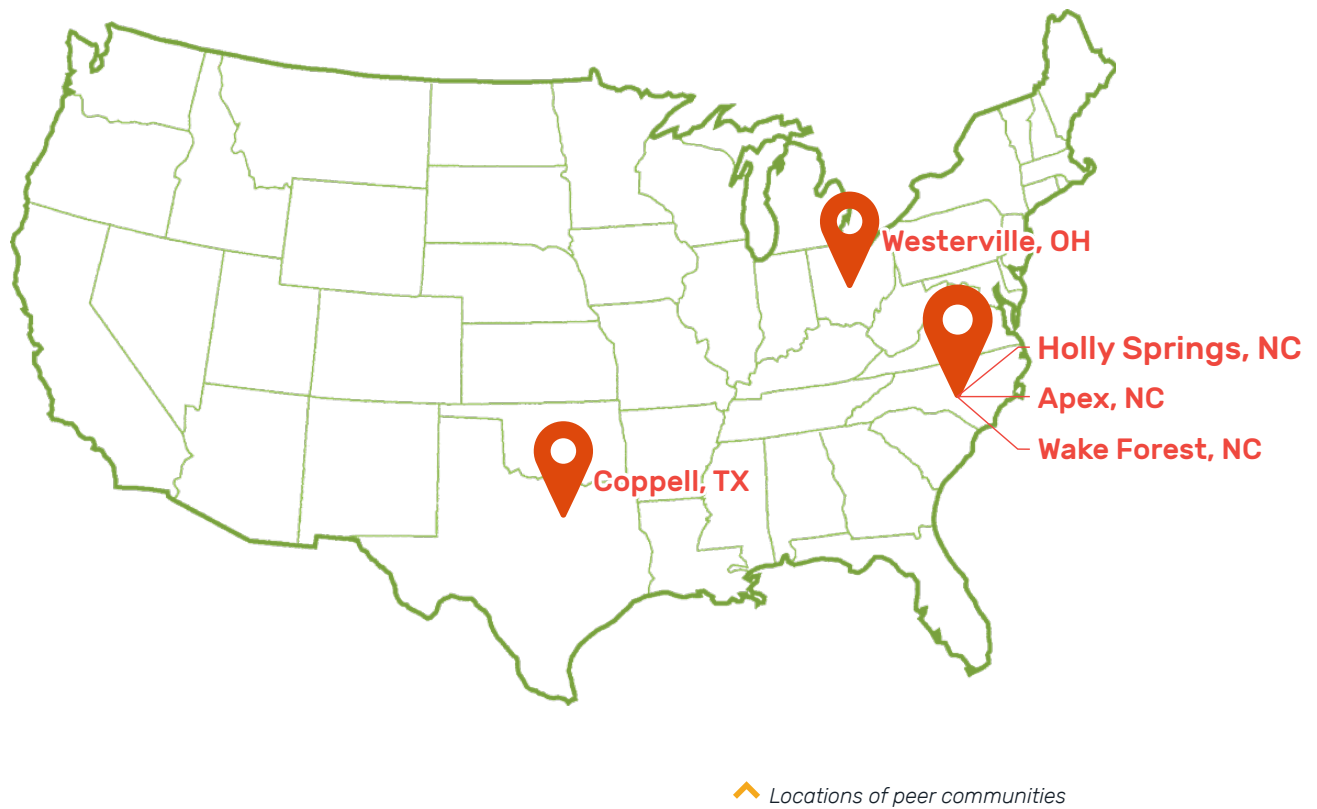 Westerville, OH
Holly Springs, NC
Apex, NC
Wake Forest, NC
Coppell, TX
Locations of peer communities